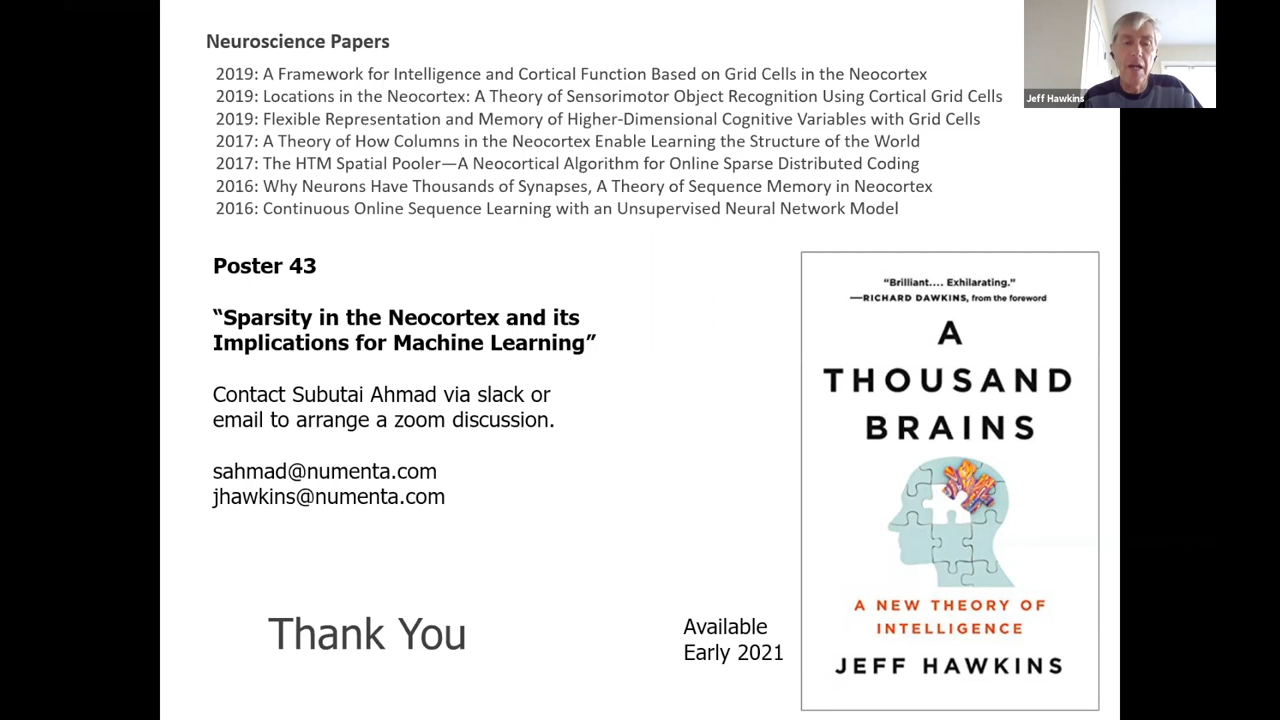 Neuroscience Papers
2019: A Framework for Intelligence and Cortical Function Based on Grid Cells in the Neocortex
2019: Locations in the Neocortex: A Theory of Sensorimotor Object Recognition Using Cortical Grid Cells
2019: Flexible Representation and Memory of Higher-Dimensional Cognitive Variables with Grid Cells
2017: A Theory of How Columns in the Neocortex Enable Learning the Structure of the World
2017: The HTM Spatial Pooler—A Neocortical Algorithm for Online Sparse Distributed Coding
2016: Why Neurons Have Thousands of Synapses, A Theory of Sequence Memory in Neocortex
2016: Continuous Online Sequence Learning with an Unsupervised Neural Network Model
Jeff Hawkins
Poster 43
“Sparsity in the Neocortex and its
Implications for Machine Learning”
Contact Subutai Ahmad via slack or
email to arrange a zoom discussion.
sahmad@numenta.com
jhawkins@numenta.com
Thank You
Available
Early 2021
“Brilliant.... Exhilarating.”
—RICHARD DAWKINS, from the foreword
A
THOUSAND
BRAINS
A NEW THEORY OF
INTELLIGENCE
JEFF HAWKINS